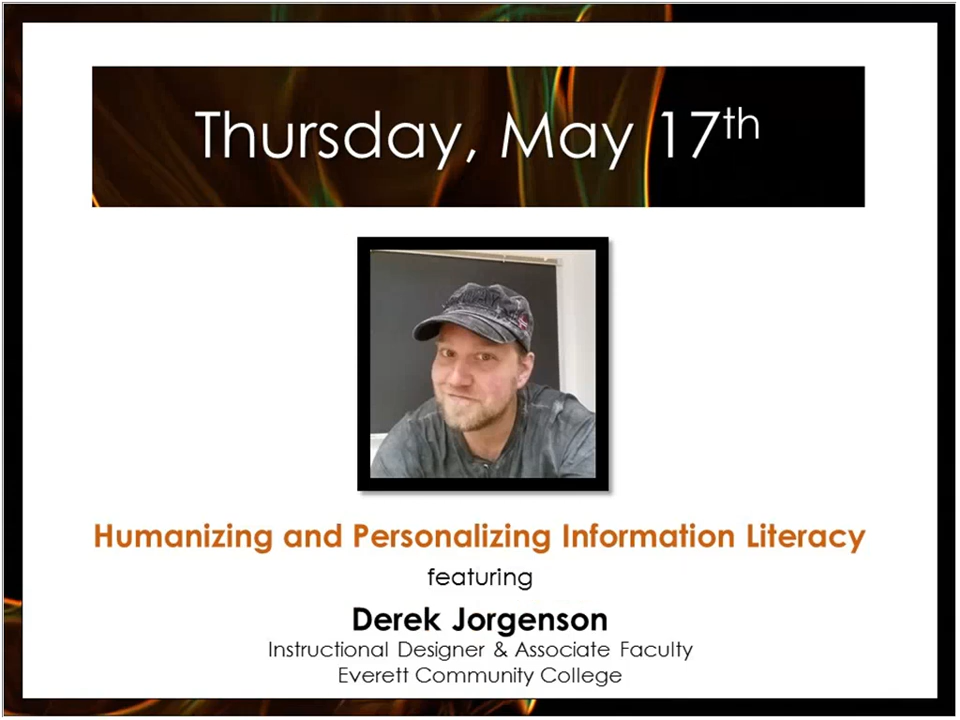 Thursday, May 17th
Humanizing and Personalizing Information Literacy
featuring
Derek Jorgenson
Instructional Designer & Associate Faculty
Everett Community College